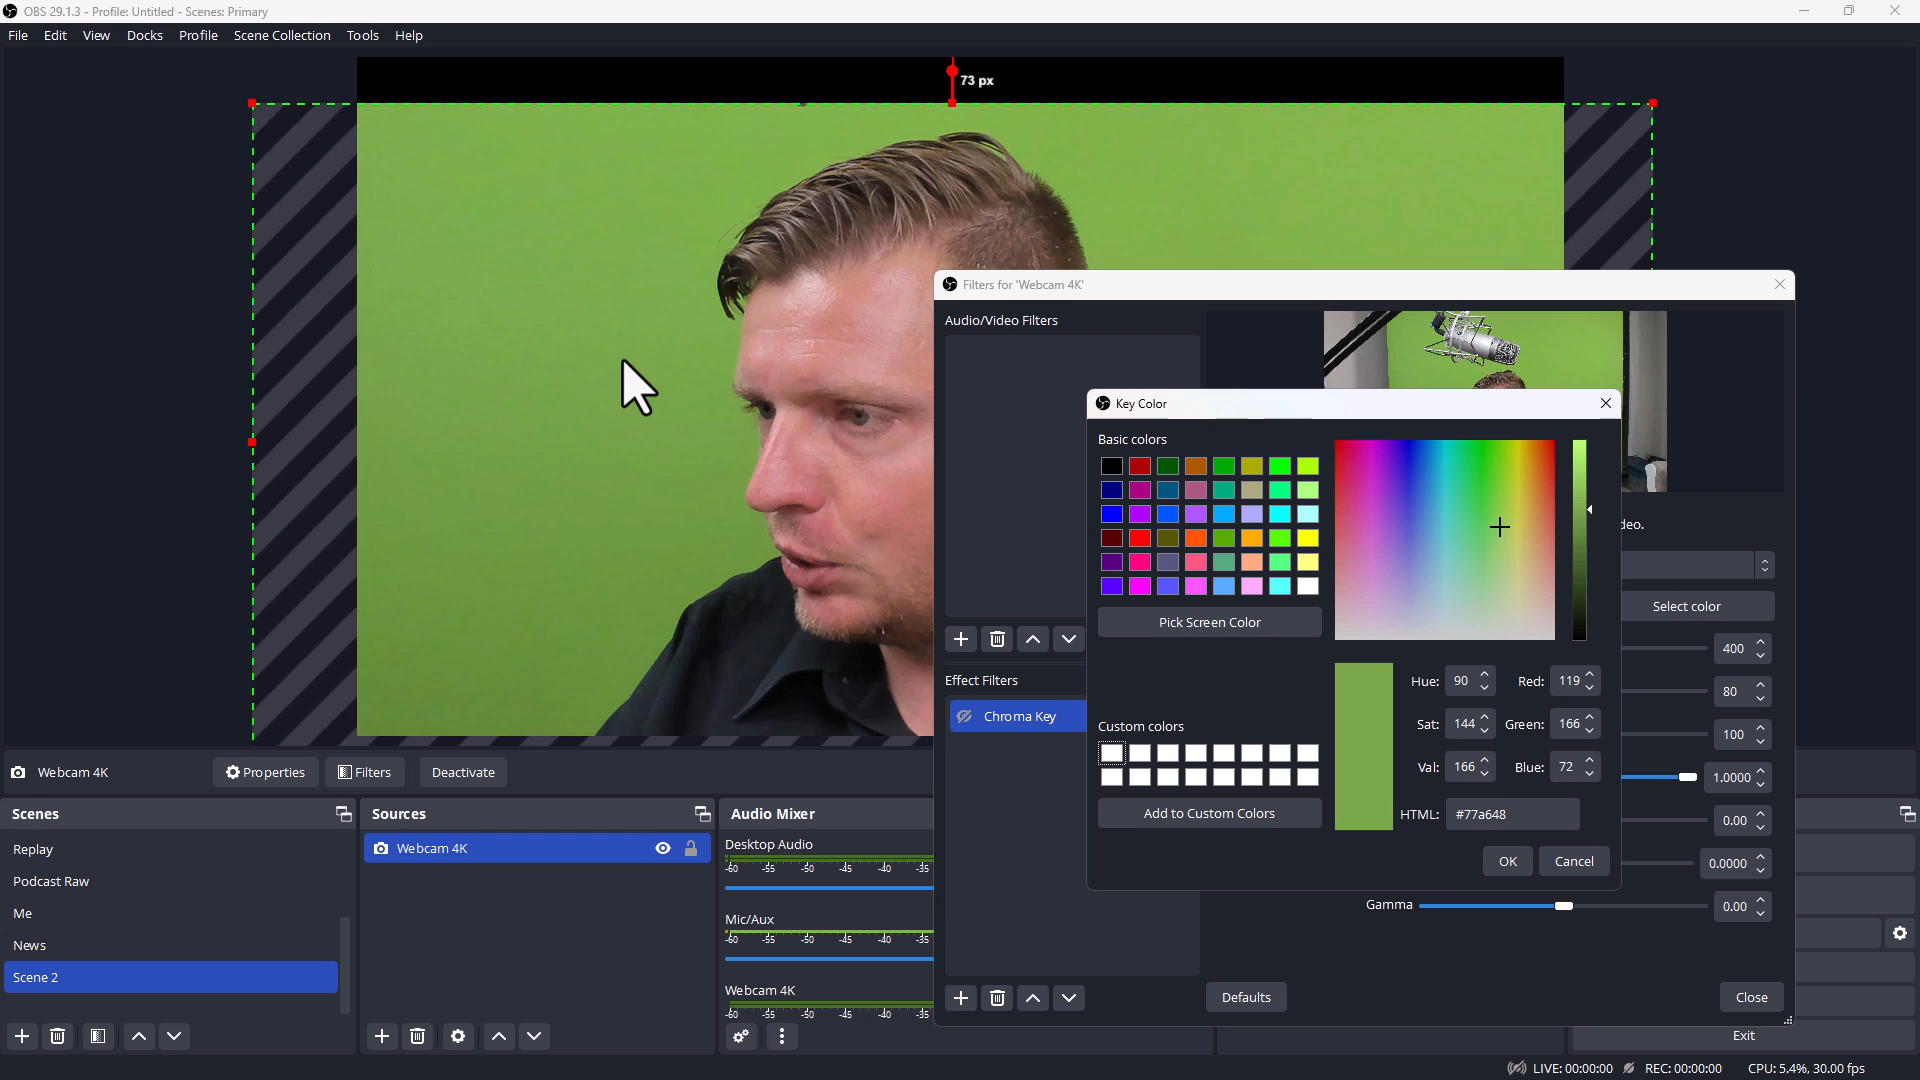 OBS 29.1.3 - Profile: Untitled - Scenes: Primary
File Edit View Docks Profile Scene Collection Tools Help
73 px
Filters for 'Webcam 4K'
Audio/Video Filters
Key Color
Basic colors
deo.
Select color
Pick Screen Color
400
Effect Filters
Hue: 90 Red: 119
80
Chroma Key
Custom colors
Sat: 144 Green: 166
100
Val: 166 Blue: 72
1.0000
Webcam 4K Properties Filters Deactivate
Add to Custom Colors
HTML: #77a648
0.00
OK Cancel
0.0000
Gamma 0.00
Scenes
Replay
Podcast Raw
Me
News
Scene 2
Sources
Webcam 4K
Audio Mixer
Desktop Audio
-60 -55 -50 -45 -40 -35
Mic/Aux
-60 -55 -50 -45 -40 -35
Webcam 4K
-60 -55 -50 -45 -40 -35
Defaults Close
Exit
LIVE: 00:00:00 REC: 00:00:00 CPU: 5.4%, 30.00 fps